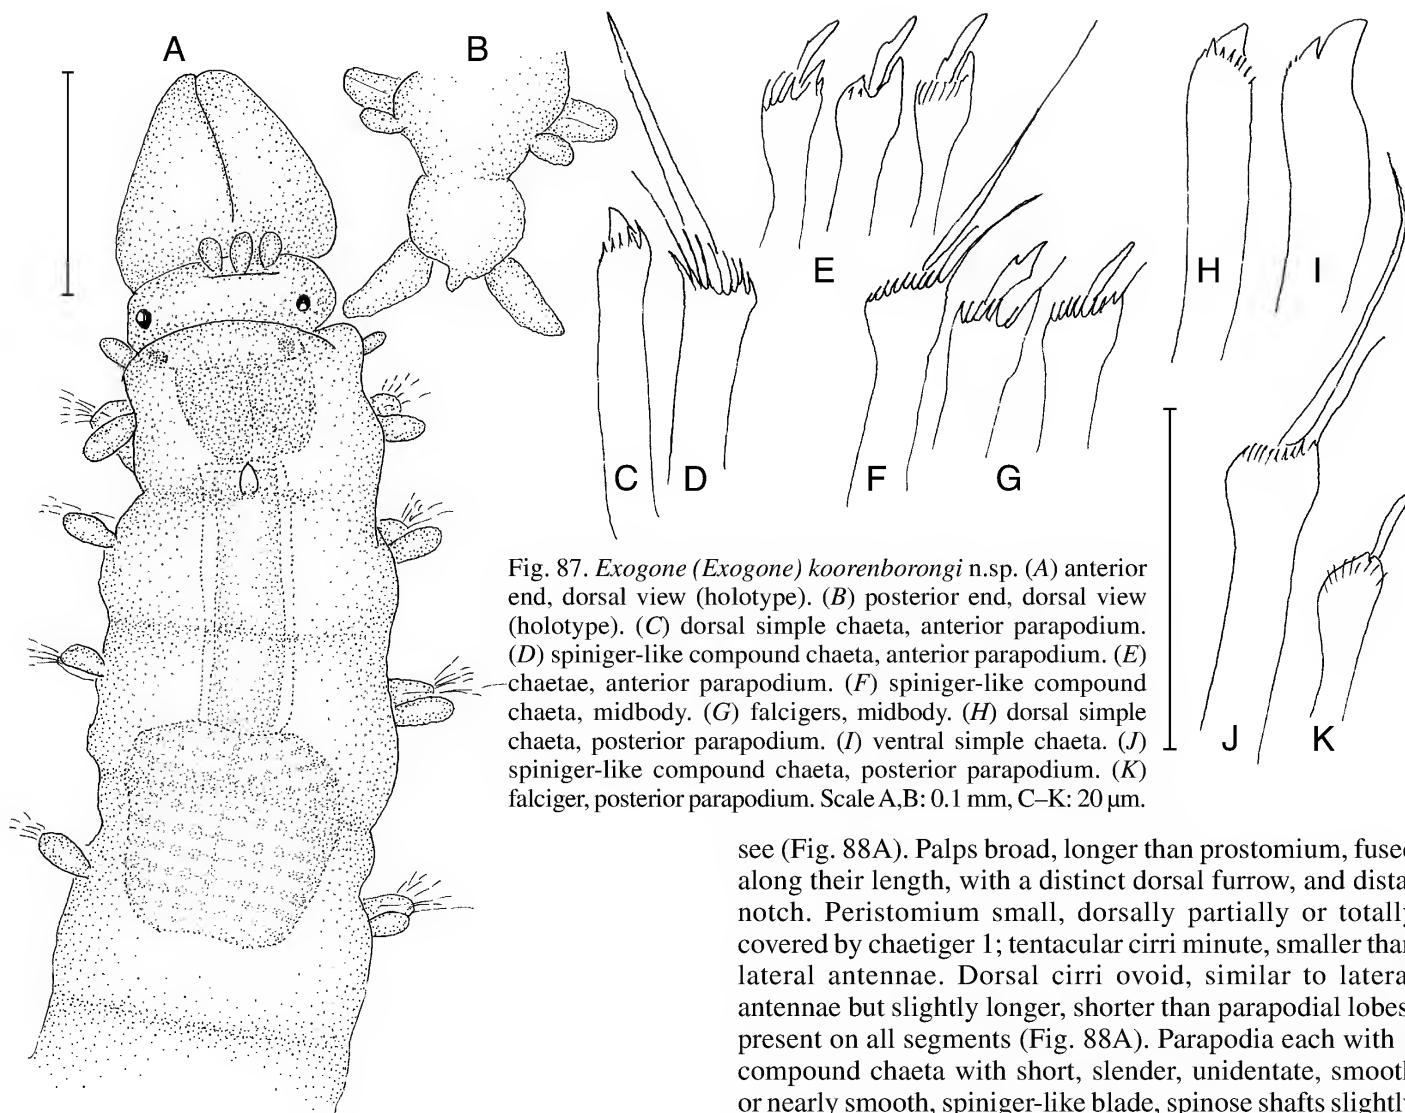 A
B
C
D
E
F
G
H
I
J
K
Fig. 87. Exogone (Exogone) koorenborongi n.sp. (A) anterior
end, dorsal view (holotype). (B) posterior end, dorsal view
(holotype). (C) dorsal simple chaeta, anterior parapodium.
(D) spiniger-like compound chaeta, anterior parapodium. (E)
chaetae, anterior parapodium. (F) spiniger-like compound
chaeta, midbody. (G) falcigers, midbody. (H) dorsal simple
chaeta, posterior parapodium. (I) ventral simple chaeta. (J)
spiniger-like compound chaeta, posterior parapodium. (K)
falciger, posterior parapodium. Scale A,B: 0.1 mm, C–K: 20 µm.
see (Fig. 88A). Palps broad, longer than prostomium, fused
along their length, with a distinct dorsal furrow, and dista
notch. Peristomium small, dorsally partially or totally
covered by chaetiger 1; tentacular cirri minute, smaller than
lateral antennae. Dorsal cirri ovoid, similar to latera
antennae but slightly longer, shorter than parapodial lobes
present on all segments (Fig. 88A). Parapodia each with
compound chaeta with short, slender, unidentate, smooth
or nearly smooth, spiniger-like blade, spinose shafts slightly